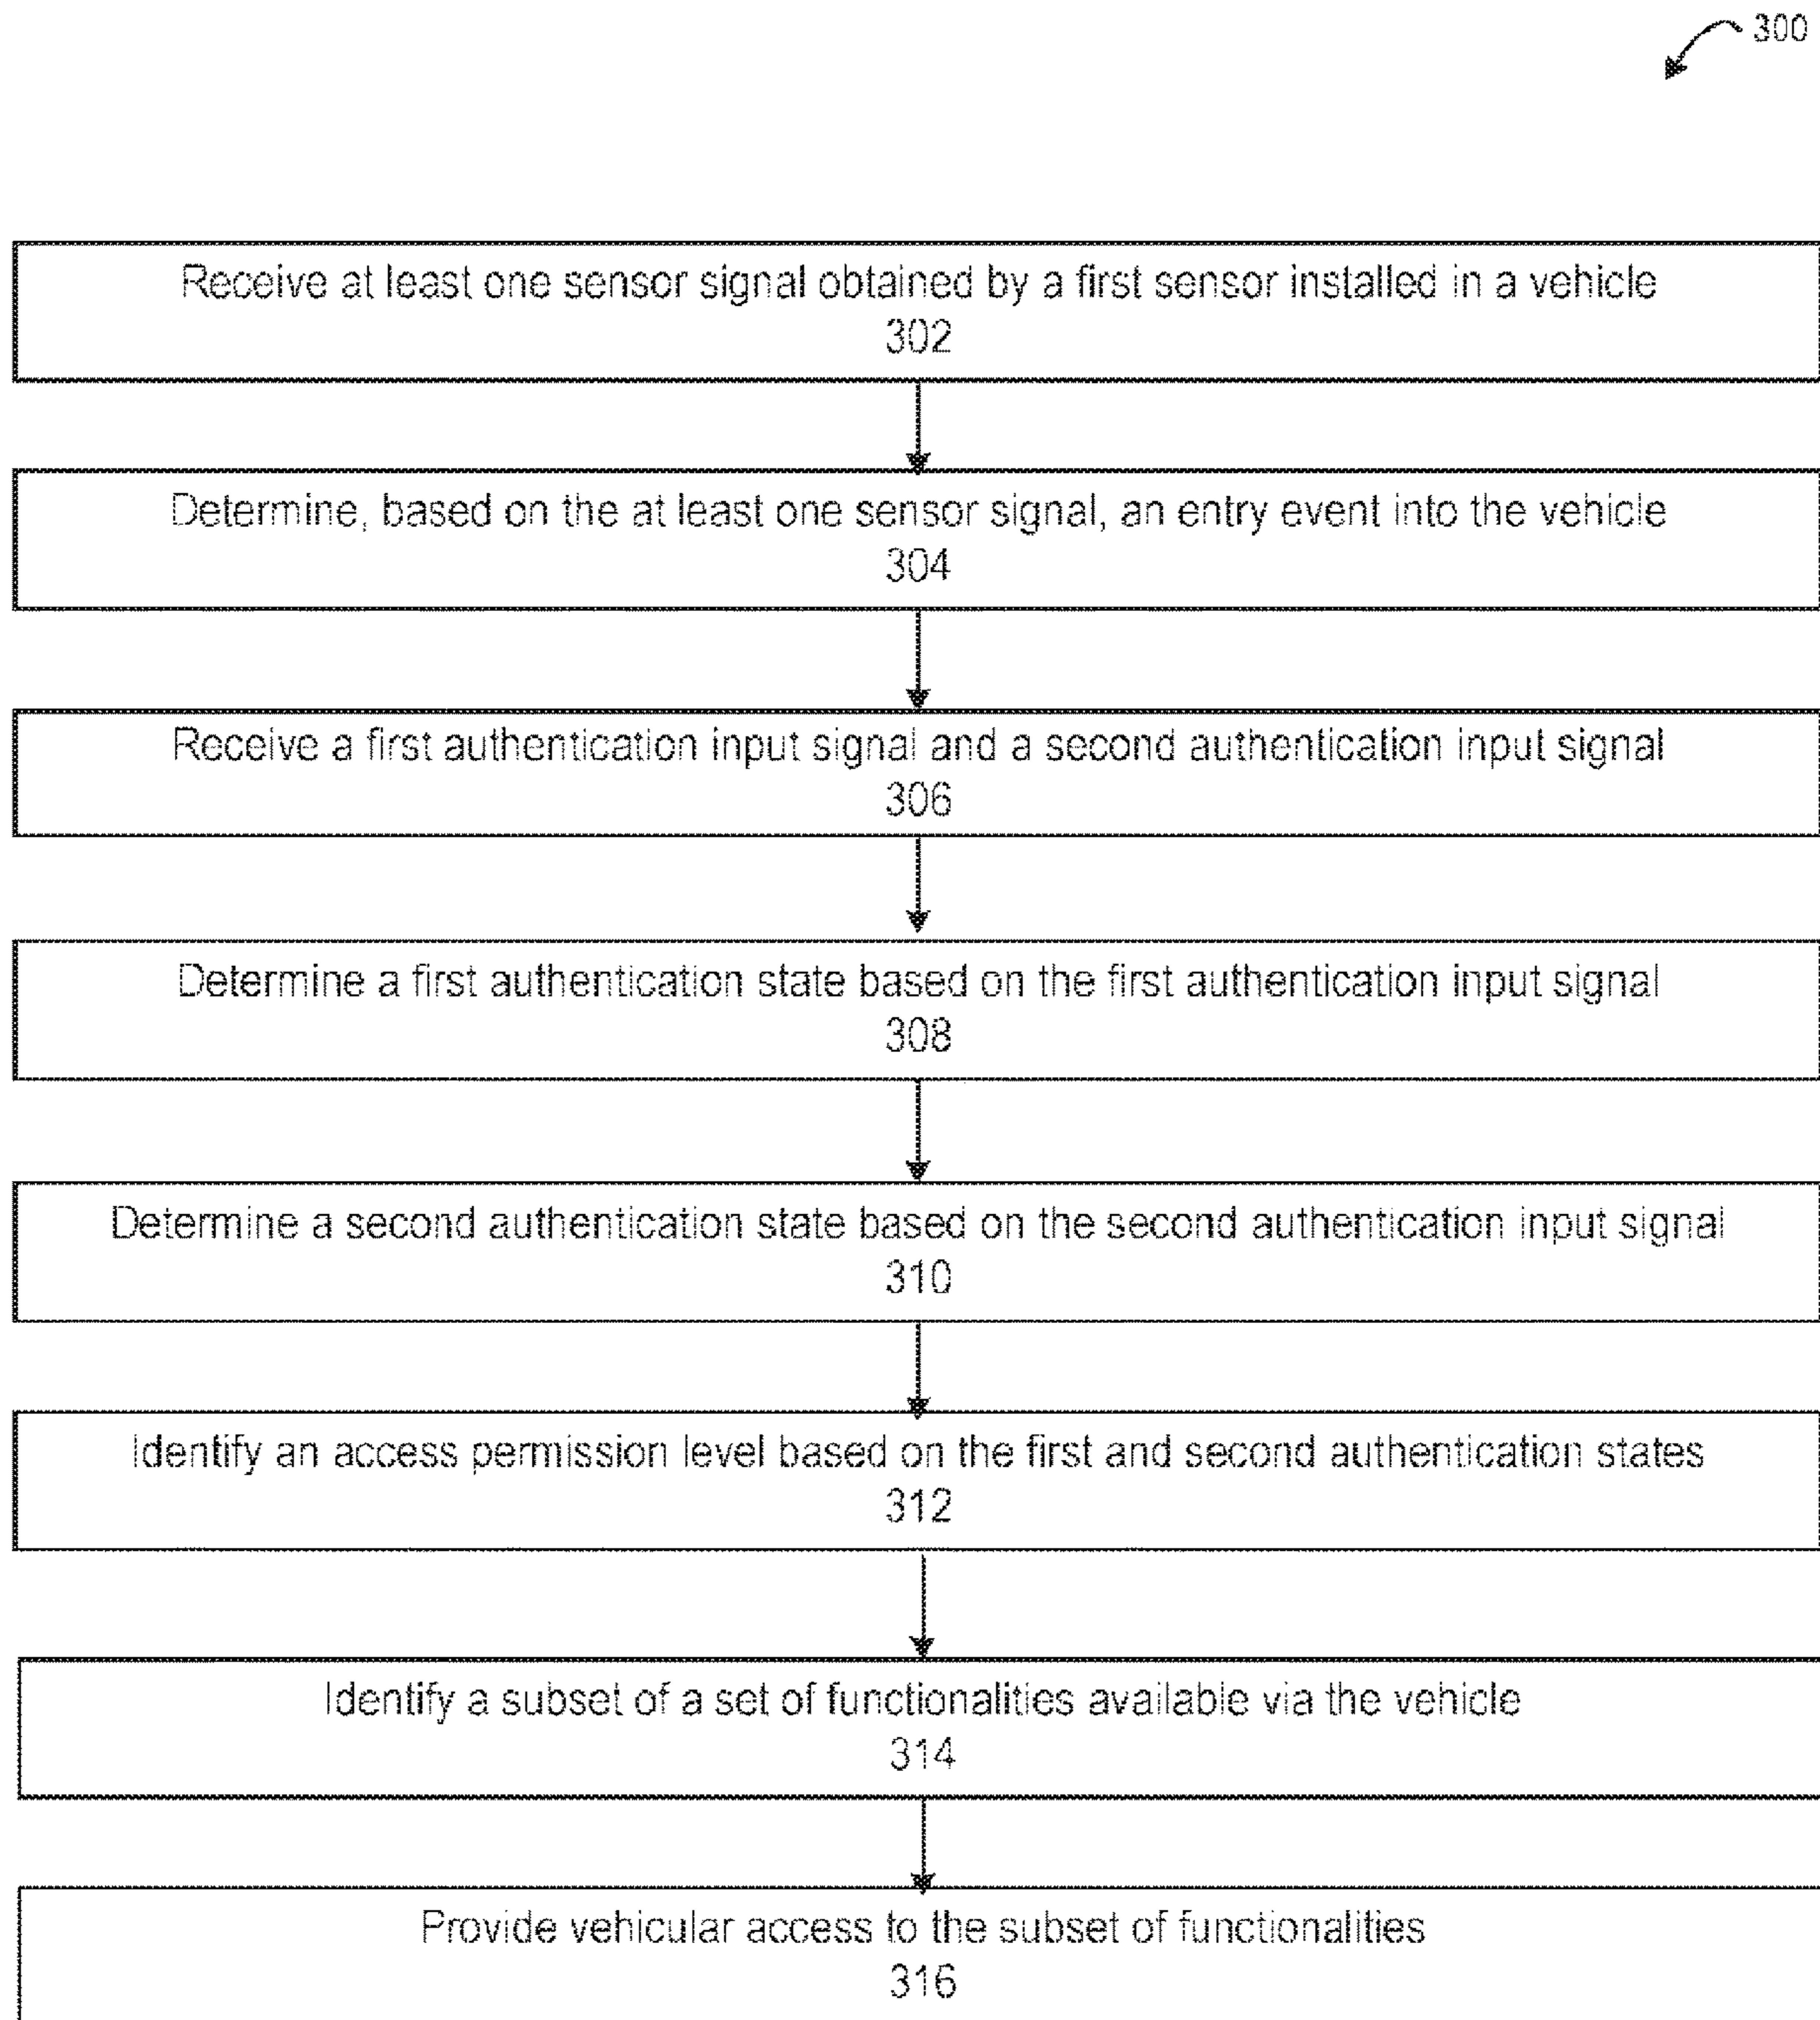 300
Receive at least one sensor signal obtained by a first sensor installed in a vehicle
302
Determine, based on the at least one sensor signal, an entry event into the vehicle
304
Receive a first authentication input signal and a second authentication input signal
306
Determine a first authentication state based on the first authentication input signal
308
Determine a second authentication state based on the second authentication input signal
310
Identify an access permission level based on the first and second authentication states
312
Identify a subset of a set of functionalities available via the vehicle
314
Provide vehicular access to the subset of functionalities
316